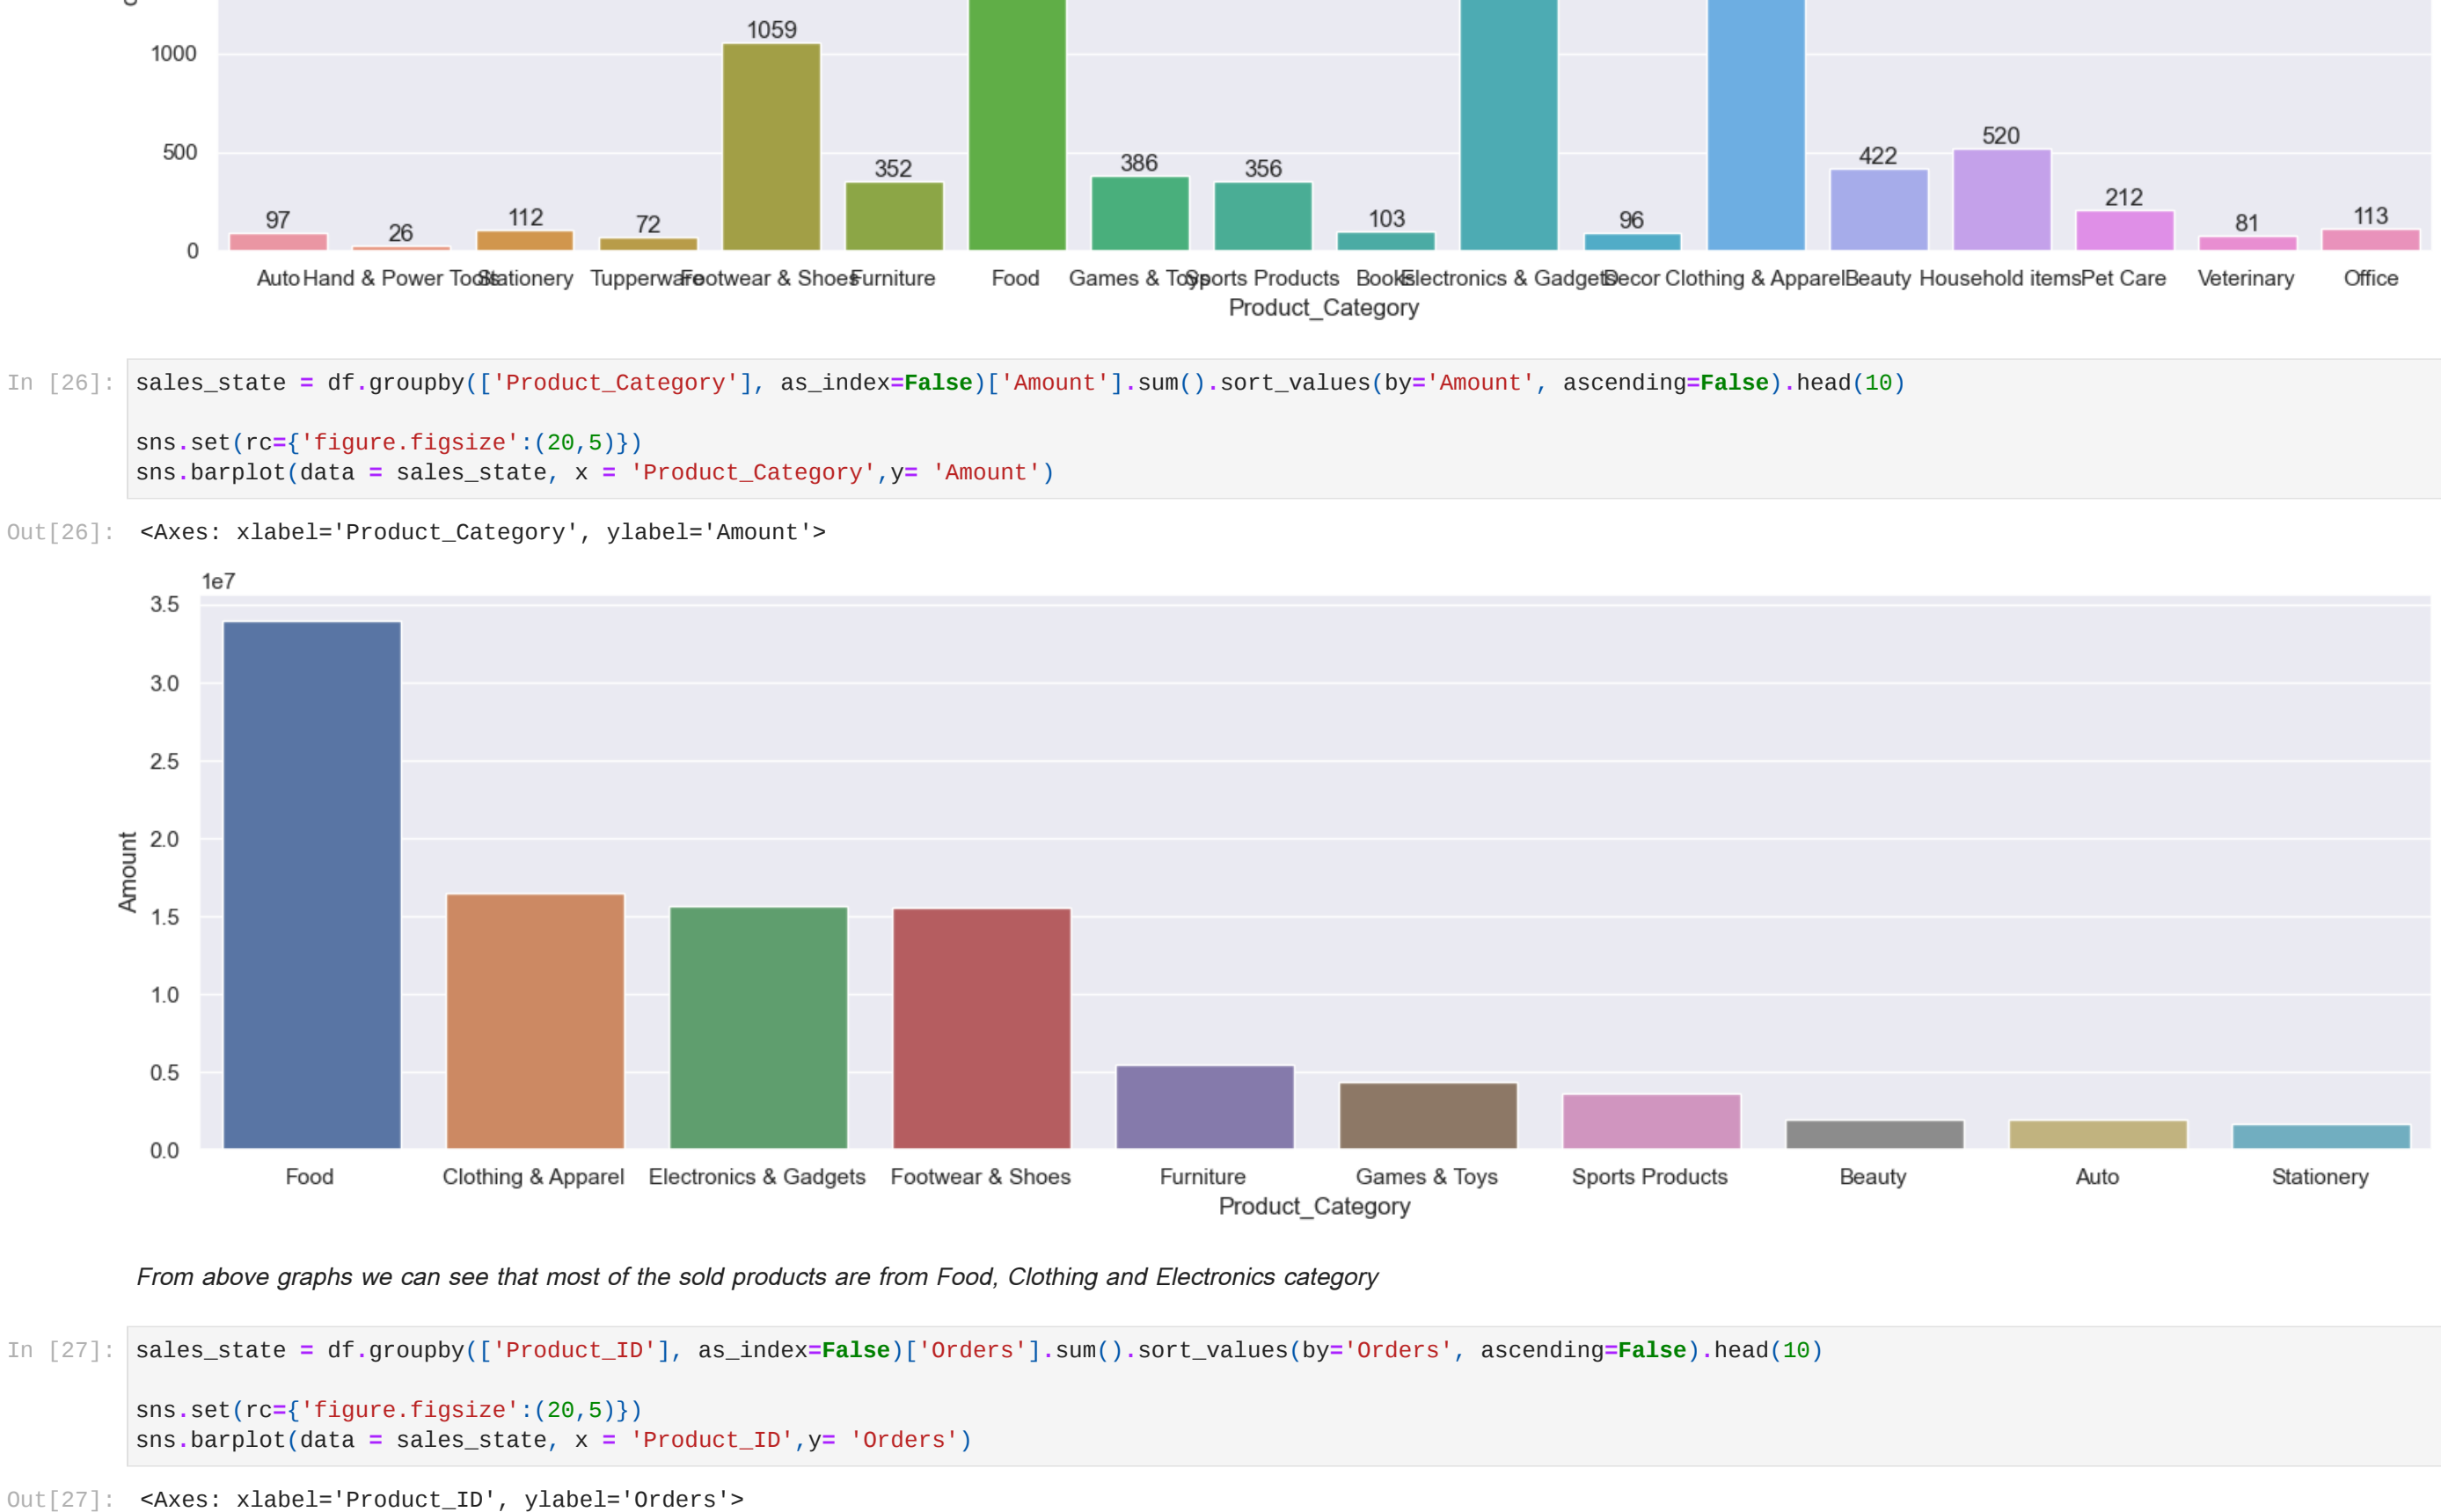 1059
1000
520
500
422
386
352
356
212
97
26
112
72
103
96
81
113
0
Auto Hand & Power Tools Stationery Tupperware Footwear & Shoes Furniture Food Games & Toys Sports Products Books Electronics & Gadgets Decor Clothing & Apparel Beauty Household items Pet Care Veterinary Office
Product_Category
In [26]: sales_state = df.groupby(['Product_Category'], as_index=False)['Amount'].sum().sort_values(by='Amount', ascending=False).head(10)
sns.set(rc={'figure.figsize':(20,5)})
sns.barplot(data = sales_state, x = 'Product_Category',y= 'Amount')
Out[26]: <Axes: xlabel='Product_Category', ylabel='Amount'>
1e7
3.5
3.0
2.5
2.0
Amount
1.5
1.0
0.5
0.0
Food Clothing & Apparel Electronics & Gadgets Footwear & Shoes Furniture Games & Toys Sports Products Beauty Auto Stationery
Product_Category
From above graphs we can see that most of the sold products are from Food, Clothing and Electronics category
In [27]: sales_state = df.groupby(['Product_ID'], as_index=False)['Orders'].sum().sort_values(by='Orders', ascending=False).head(10)
sns.set(rc={'figure.figsize':(20,5)})
sns.barplot(data = sales_state, x = 'Product_ID',y= 'Orders')
Out[27]: <Axes: xlabel='Product_ID', ylabel='Orders'>